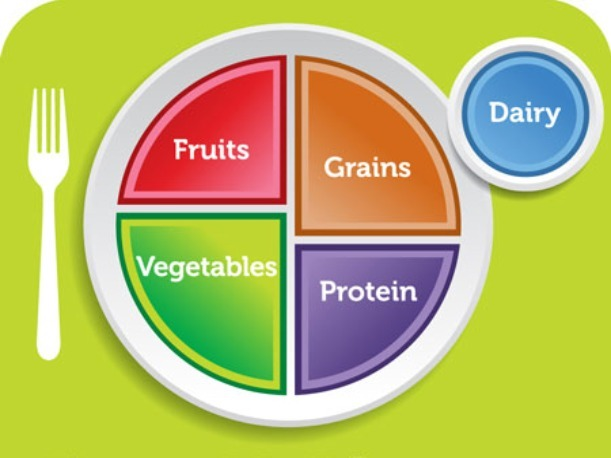 Fruits
Grains
Dairy
Vegetables
Protein